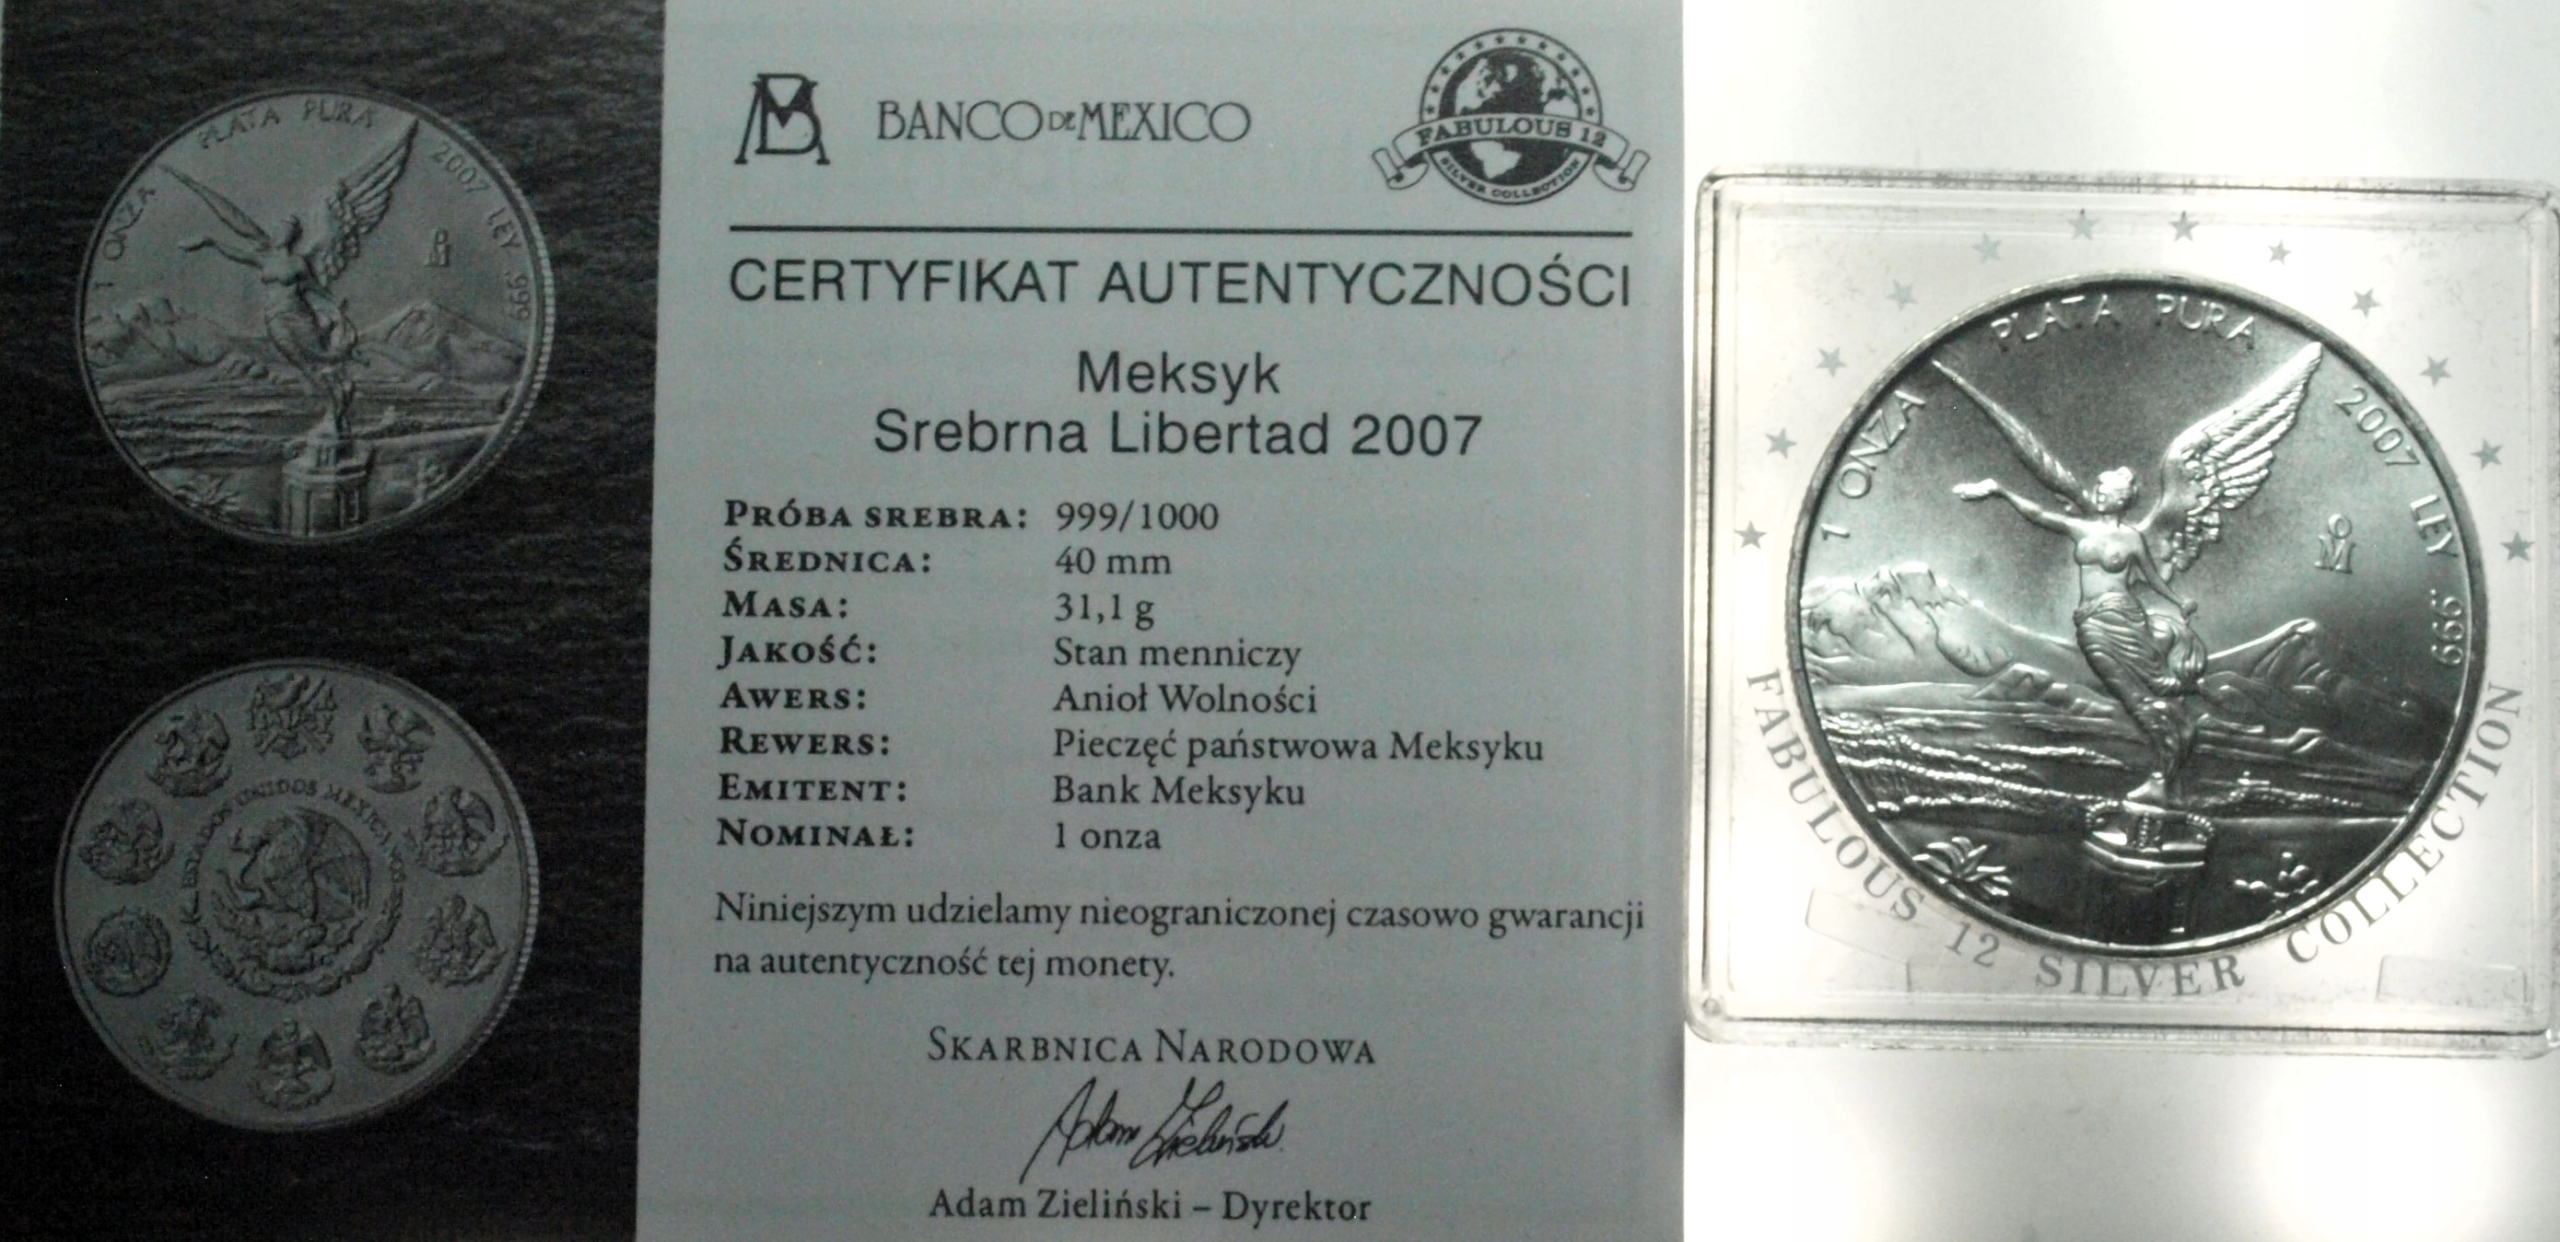 PLATA PURA
1 ONZA
2007 LEY .999
M
ESTADOS UNIDOS MEXICANOS
BM
BANCO DE MEXICO
FABULOUS 12
SILVER COLLECTION
CERTYFIKAT AUTENTYCZNOŚCI
Meksyk
Srebrna Libertad 2007
PRÓBA SREBRA: 999/1000
ŚREDNICA: 40 mm
MASA: 31,1 g
JAKOŚĆ: Stan menniczy
AWERS: Anioł Wolności
REWERS: Pieczęć państwowa Meksyku
EMITENT: Bank Meksyku
NOMINAŁ: 1 onza
Niniejszym udzielamy nieograniczonej czasowo gwarancji
na autentyczność tej monety.
SKARBNICA NARODOWA
Adam Zieliński
Adam Zieliński – Dyrektor
PLATA PURA
1 ONZA
2007 LEY .999
M
FABULOUS 12 SILVER COLLECTION